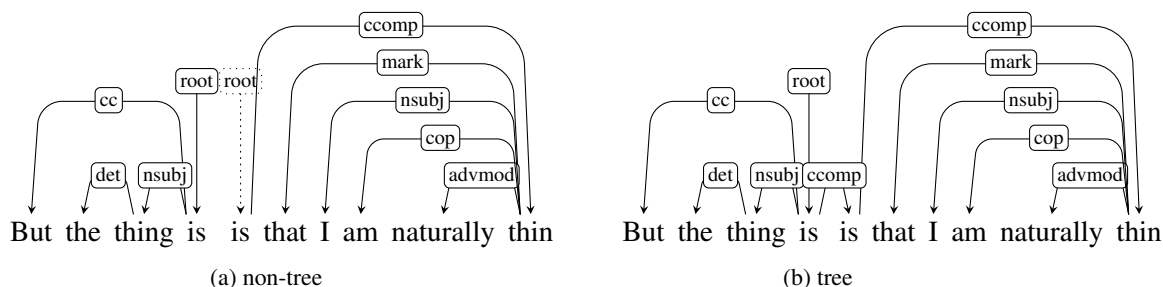 ccomp
mark
root root
cc nsubj
cop
det nsubj advmod
But the thing is is that I am naturally thin
(a) non-tree
ccomp
mark
root
cc nsubj
cop
det nsubj ccomp advmod
But the thing is is that I am naturally thin
(b) tree